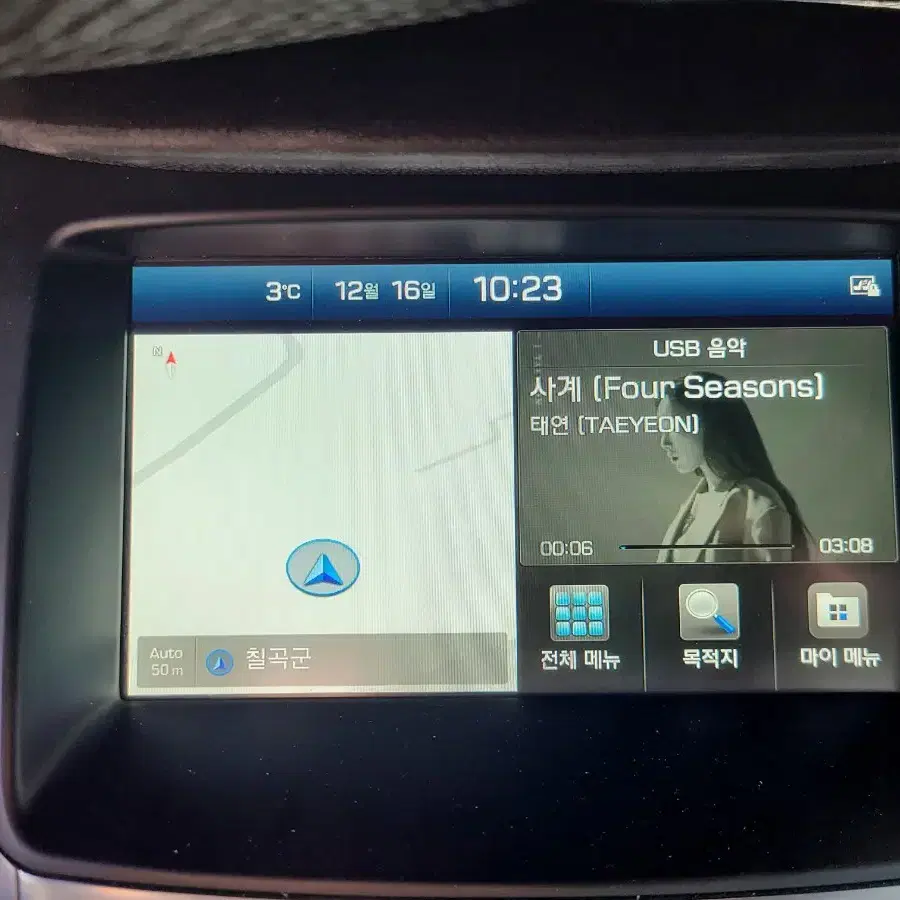 3°C 12월 16일 10:23
N
USB 음악
사계 (Four Seasons)
태연 (TAEYEON)
00:06 03:08
Auto
50 m
칠곡군
전체 메뉴 목적지 마이 메뉴